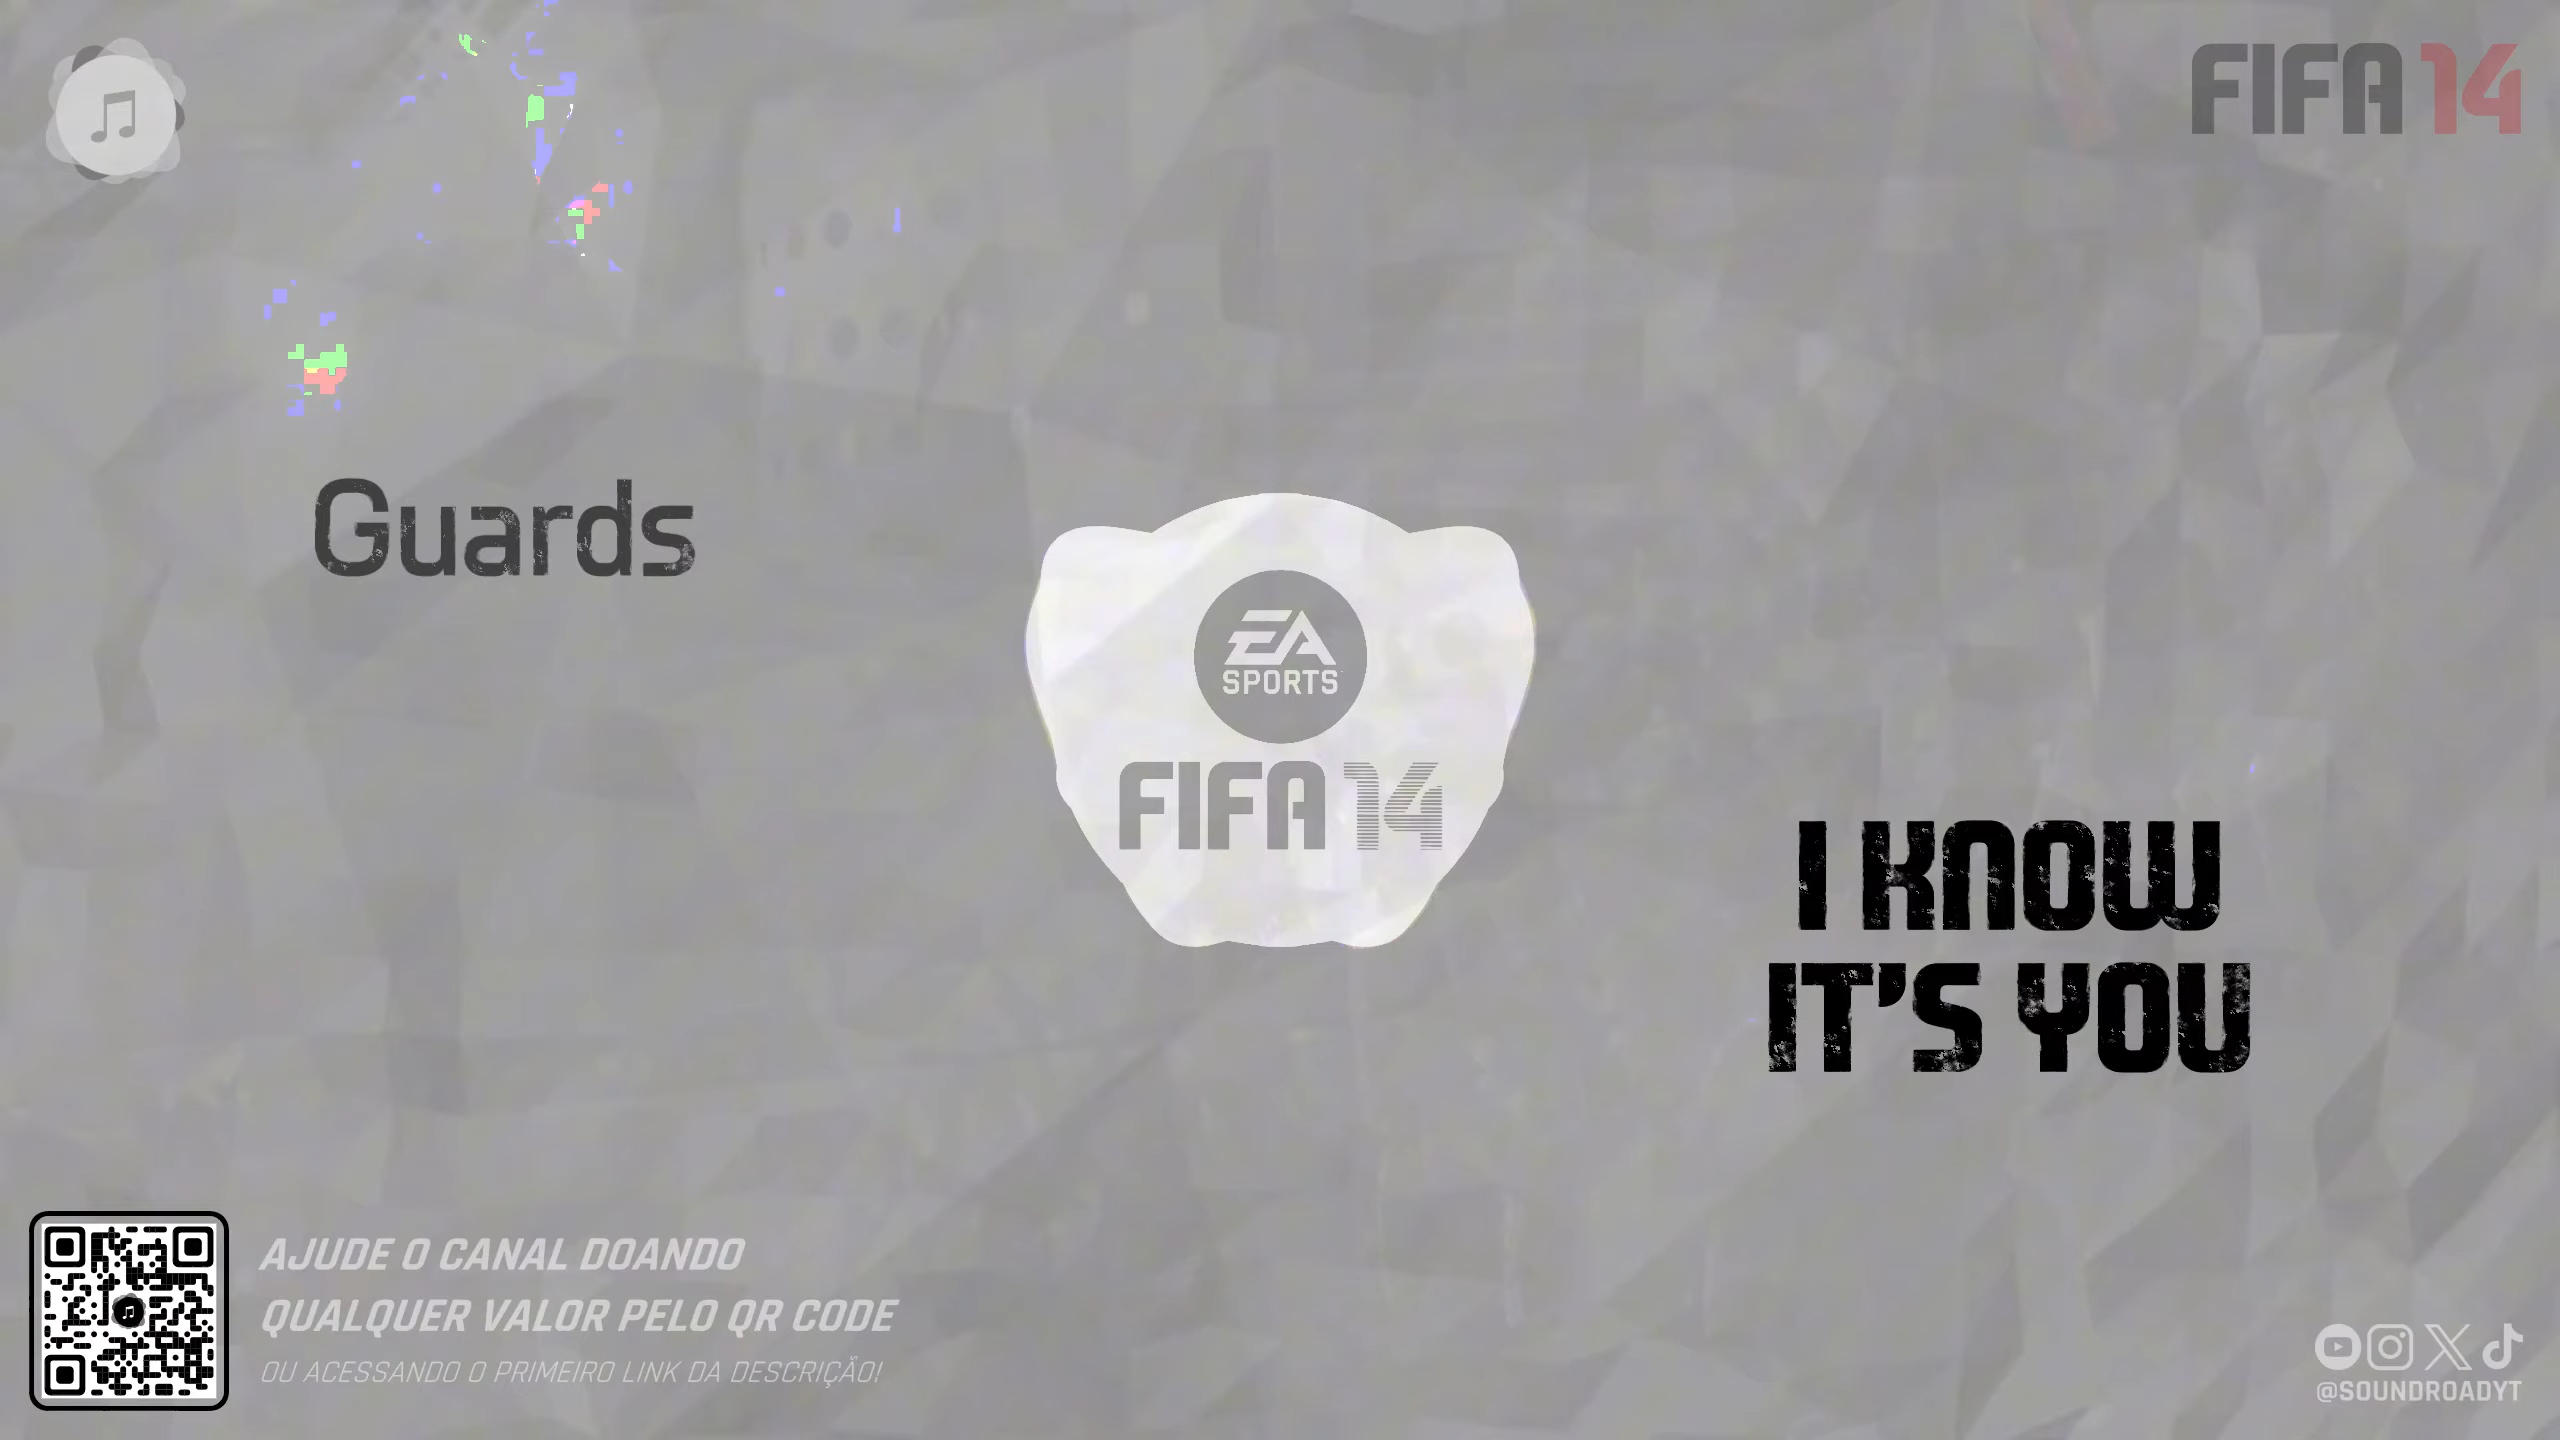 FIFA 14
Guards
EA
SPORTS
FIFA 14
I KNOW
IT'S YOU
AJUDE O CANAL DOANDO
QUALQUER VALOR PELO QR CODE
OU ACESSANDO O PRIMEIRO LINK DA DESCRIÇÃO!
@SOUNDROADYT